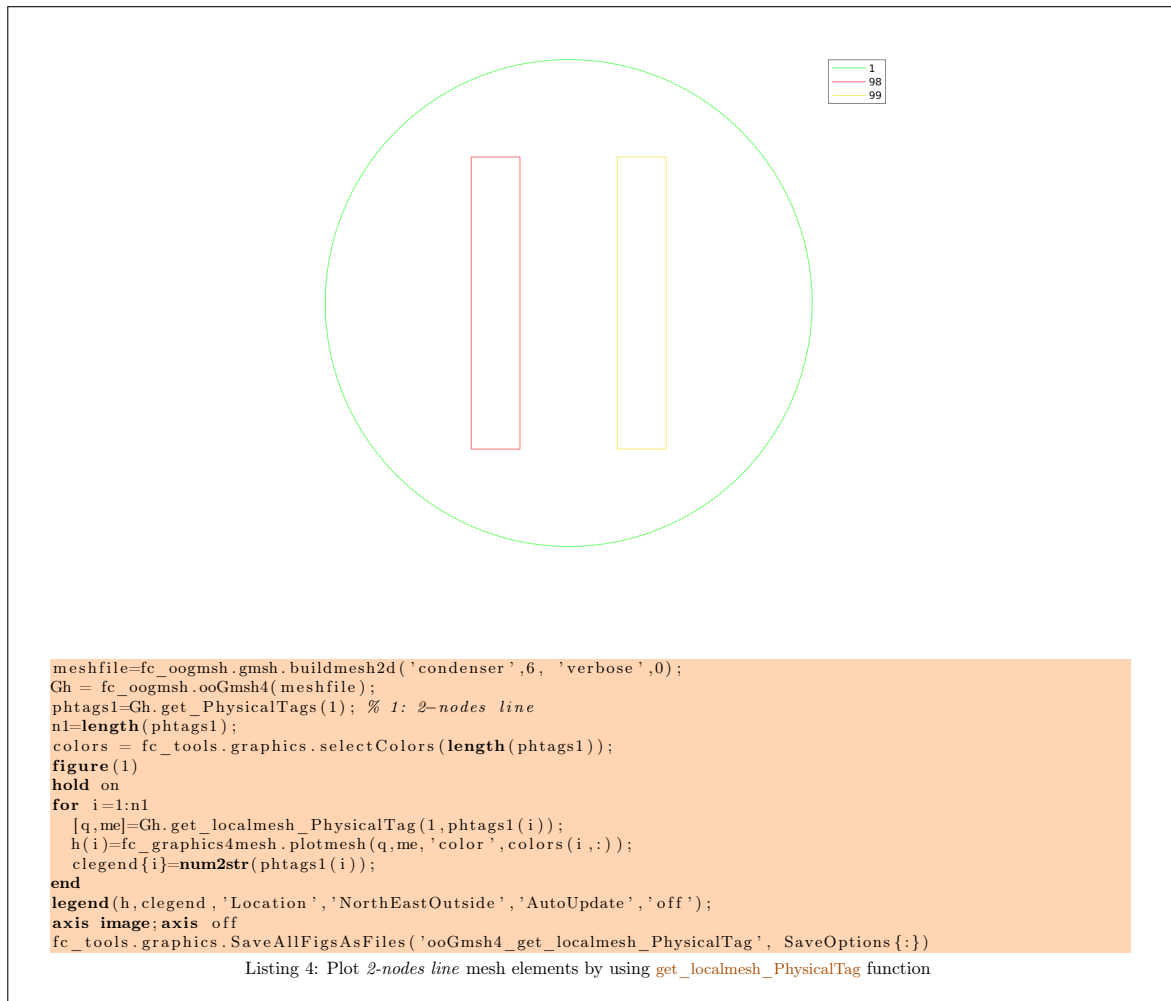 1
98
99
meshfile=fc_oogmsh.gmsh.buildmesh2d('condenser',6, 'verbose',0);
Gh = fc_oogmsh.ooGmsh4(meshfile);
phtags1=Gh.get_PhysicalTags(1); % 1: 2−nodes line
n1=length(phtags1);
colors = fc_tools.graphics.selectColors(length(phtags1));
figure(1)
hold on
for i=1:n1
  [q,me]=Gh.get_localmesh_PhysicalTag(1,phtags1(i));
  h(i)=fc_graphics4mesh.plotmesh(q,me,'color',colors(i,:));
  clegend{i}=num2str(phtags1(i));
end
legend(h,clegend,'Location','NorthEastOutside','AutoUpdate','off');
axis image;axis off
fc_tools.graphics.SaveAllFigsAsFiles('ooGmsh4_get_localmesh_PhysicalTag', SaveOptions{:})
Listing 4: Plot 2-nodes line mesh elements by using get_localmesh_PhysicalTag function